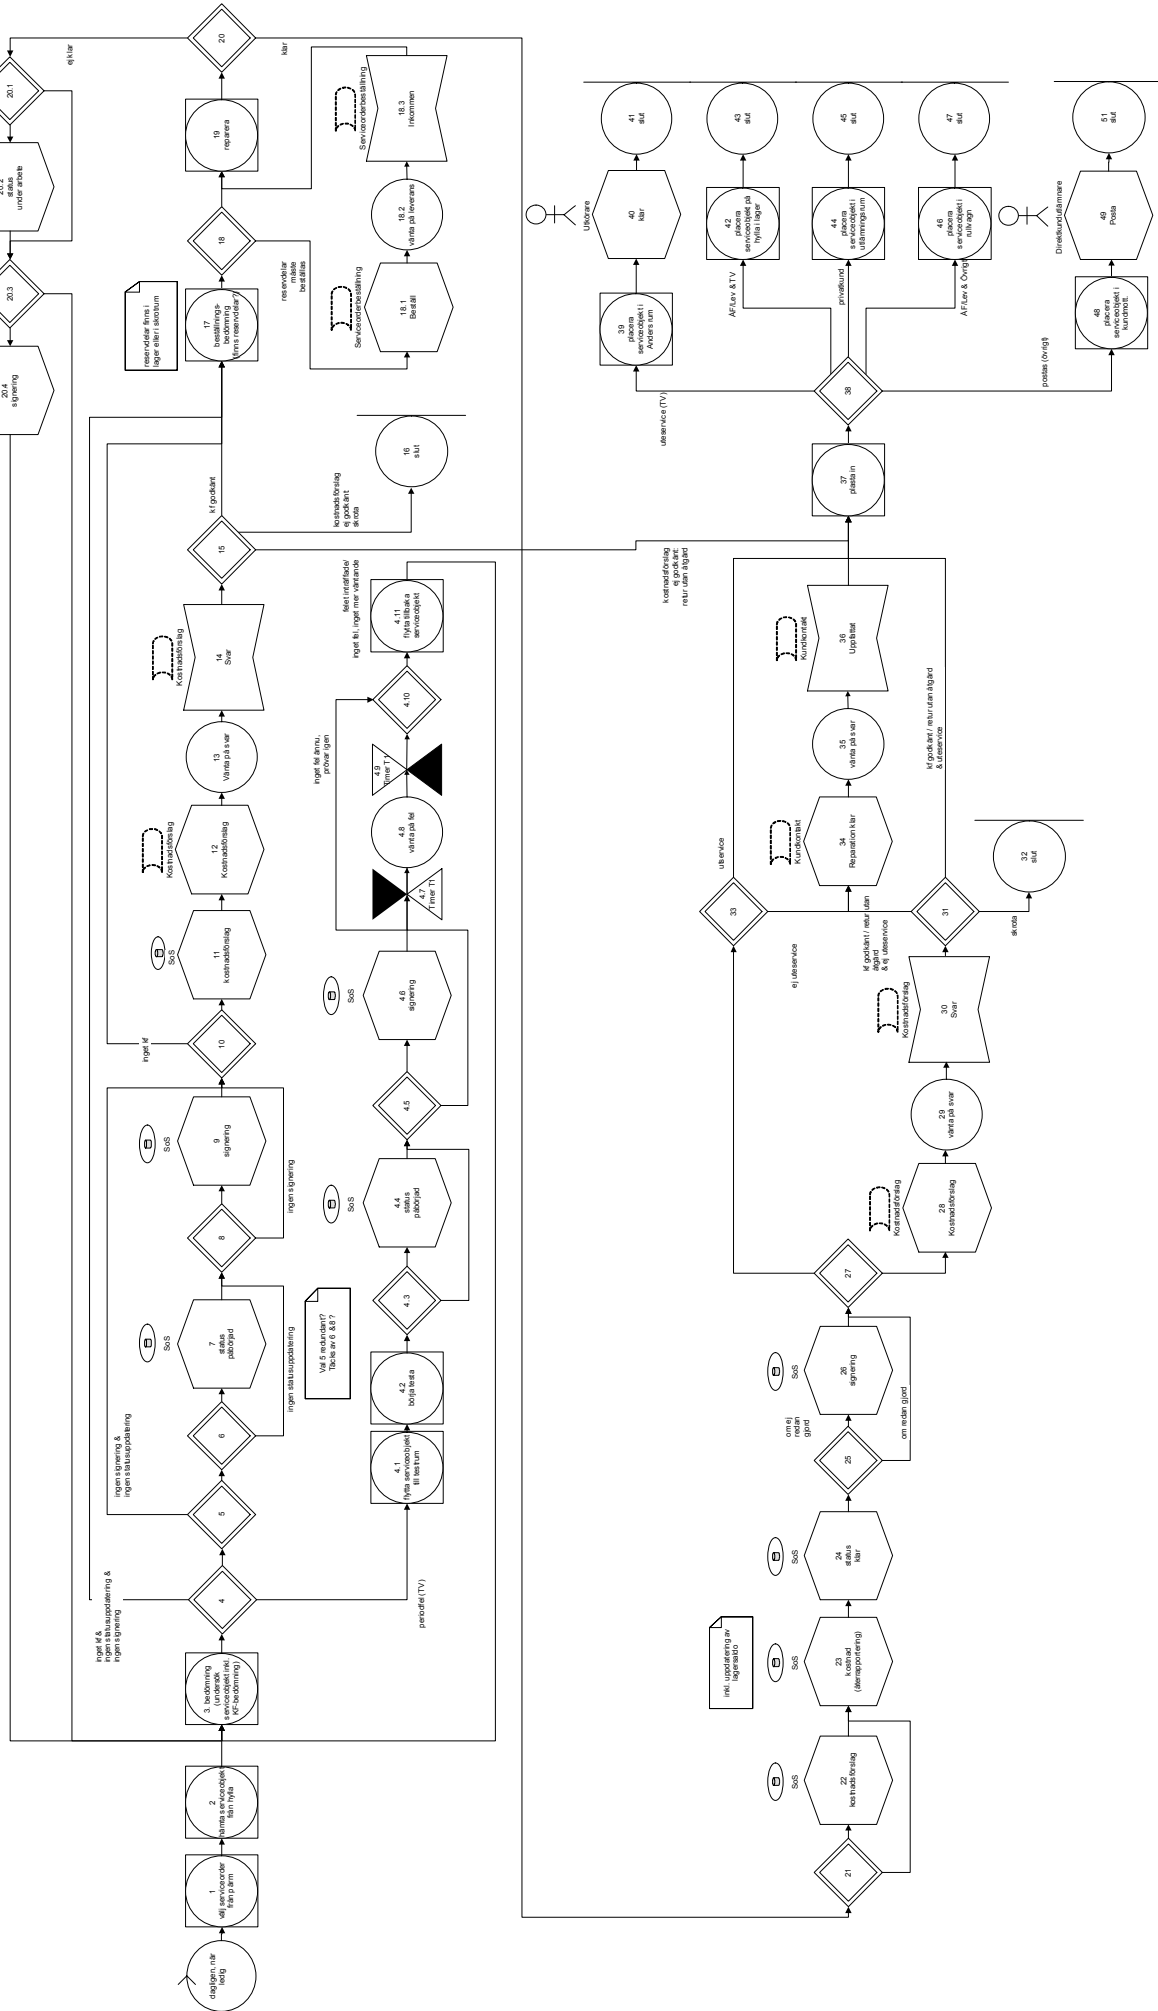 dagligen, når
ledig
1
välj serviceorder
från pärm
2
hämta serviceobjekt
från hylla
3. bedömning
(undersök
serviceobjekt inkl.
KF-bedömning)
4
inget kf &
ingen statusuppdatering &
ingen signering
periodfel (TV)
5
ingen signering &
ingen statusuppdatering
6
ingen statusuppdatering
7
status
påbörjad
SoS
8
ingen signering
9
signering
SoS
10
inget kf
11
kostnadsförslag
SoS
12
Kostnadsförslag
Kostnadsförslag
13
Vänta på svar
14
Svar
Kostnadsförslag
15
kf godkänt
kostnadsförslag
ej godkänt:
skrota
16
slut
17
beställnings-
bedömning
(finns reservdelar?)
reservdelar finns i
lager eller i skrotrum
18
reservdelar
måste
beställas
18.1
Beställ
Serviceorderbeställning
18.2
vänta på leverans
18.3
Inkommen
Serviceorderbeställning
19
reparera
20
ej klar
klar
20.1
20.2
status
under arbete
20.3
20.4
signering
Val 5 redundant?
Täcks av 6 & 8?
4.1
flytta serviceobjekt
till testrum
4.2
börja testa
4.3
4.4
status
påbörjad
SoS
4.5
4.6
signering
SoS
4.7
Timer T1
4.8
vänta på fel
4.9
Timer T1
inget fel ännu,
prövar igen
4.10
felet inträffade/
inget fel, inget mer väntande
4.11
flytta tillbaka
serviceobjekt
kostnadsförslag
ej godkänt:
retur utan åtgärd
21
22
kostnadsförslag
SoS
23
kostnad
(återrapportering)
SoS
inkl. uppdatering av
lagersaldo
24
status
klar
SoS
25
om ej
redan
gjord
om redan gjord
26
signering
SoS
27
28
Kostnadsförslag
Kostnadsförslag
29
vänta på svar
30
Svar
Kostnadsförslag
31
skrota
kf godkänt / retur utan
åtgärd
& ej uteservice
kf godkänt / retur utan åtgärd
& uteservice
32
slut
33
ej uteservice
uteservice
34
Reparation klar
Kundkontakt
35
vänta på svar
36
Uppfattat
Kundkontakt
37
plasta in
38
uteservice (TV)
ÅF/Lev & TV
privatkund
ÅF/Lev & Övrigt
postas (övrigt)
39
placera
serviceobjekt i
Anders rum
40
klar
Utkörare
41
slut
42
placera
serviceobjekt på
hylla i lager
43
slut
44
placera
serviceobjekt i
utlämningsrum
45
slut
46
placera
serviceobjekt i
rullvagn
47
slut
48
placera
serviceobjekt i
kundmott.
49
Posta
Direktkundutlämnare
51
slut